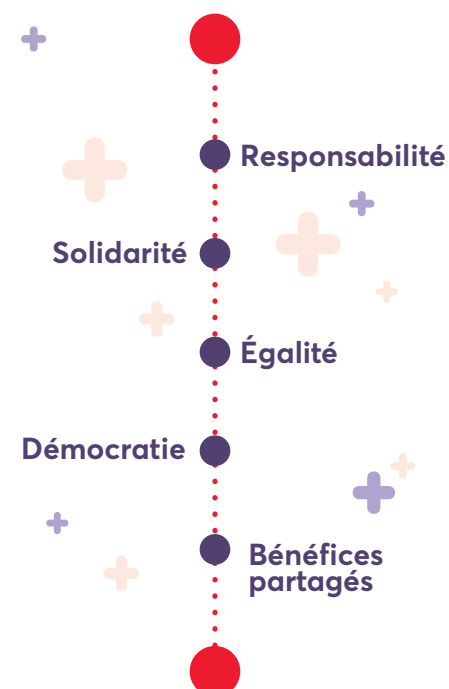 Responsabilité
Solidarité
Égalité
Démocratie
Bénéfices
partagés